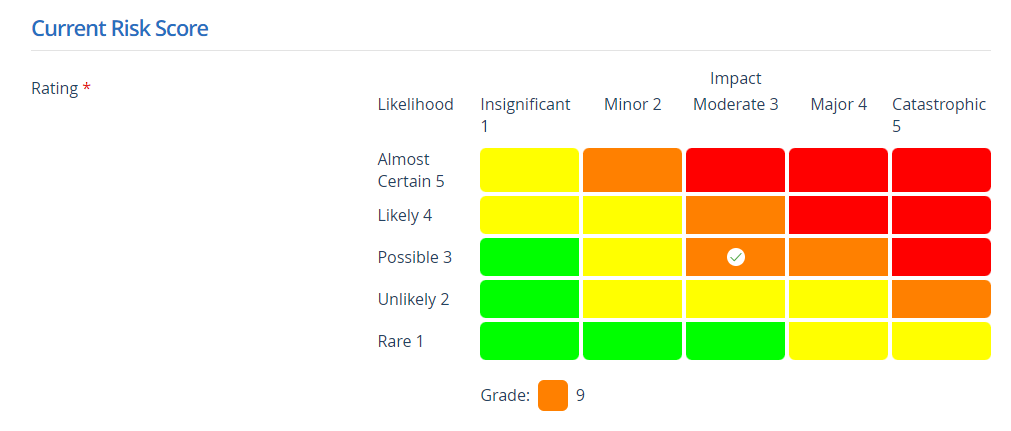 Current Risk Score
Rating *
Impact
Likelihood Insignificant 1 Minor 2 Moderate 3 Major 4 Catastrophic 5
Almost Certain 5
Likely 4
Possible 3
Unlikely 2
Rare 1
Grade: 9